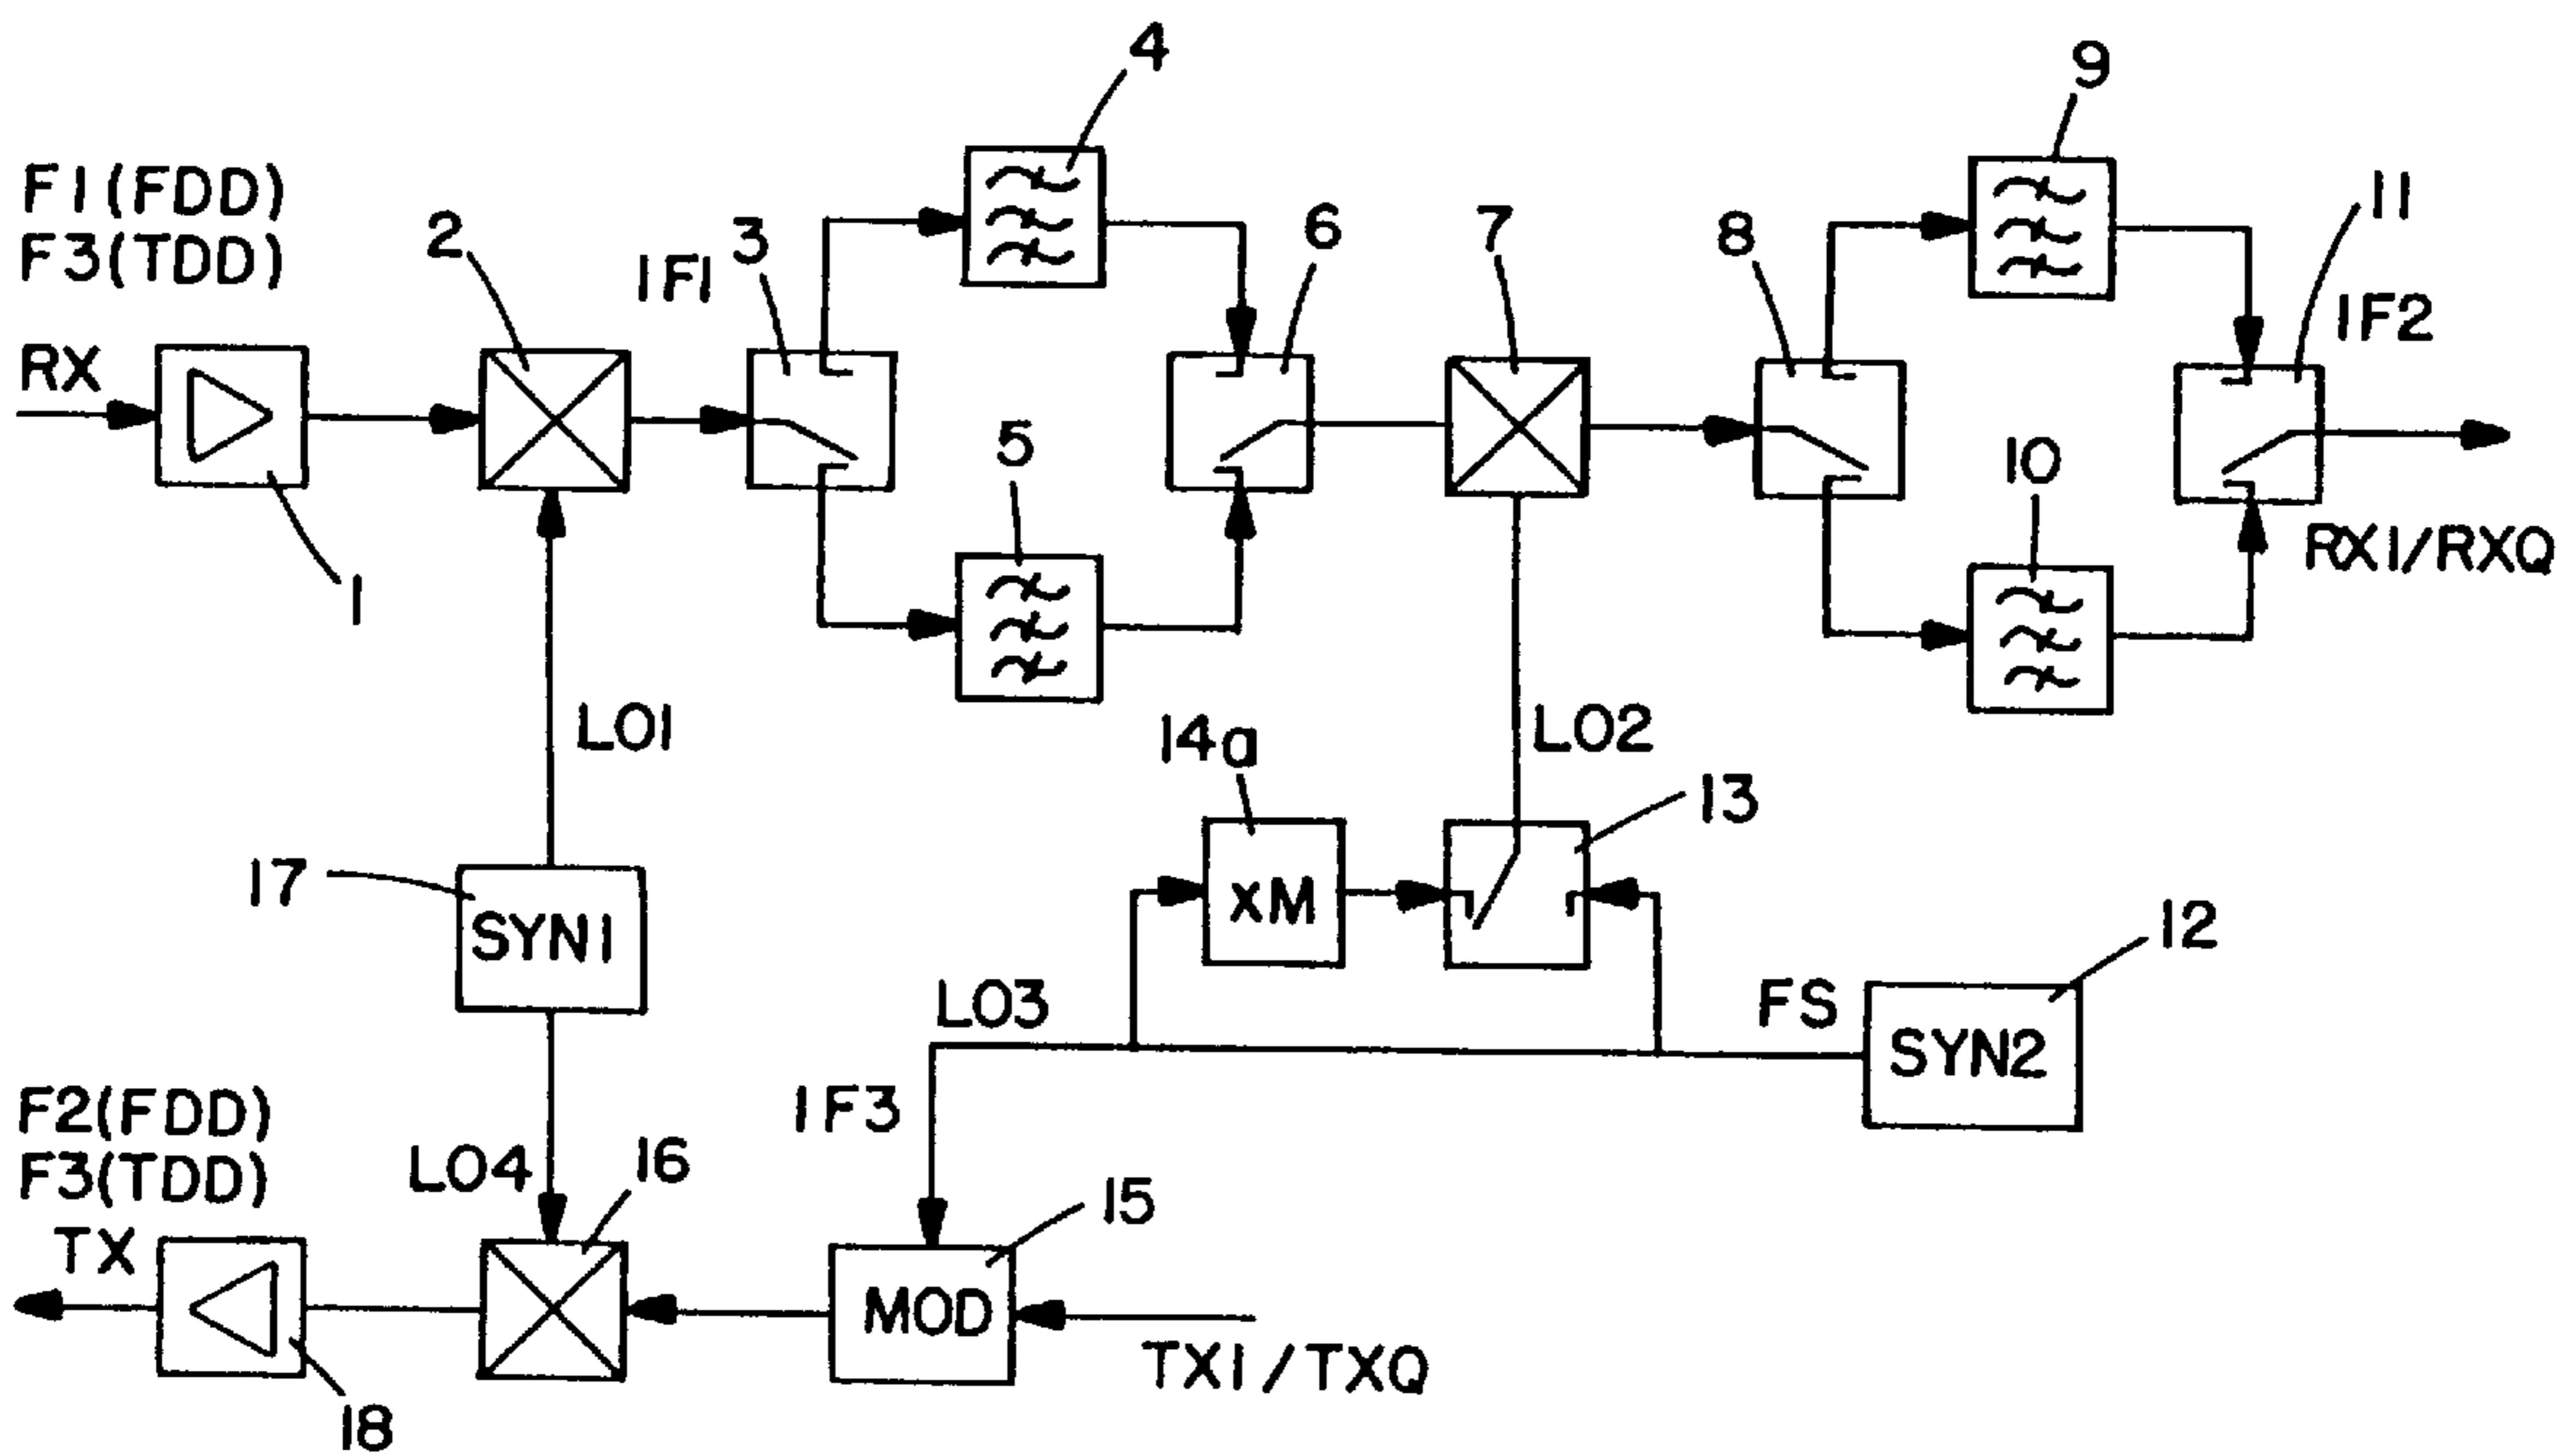 4
9
F1(FDD)
F3(TDD)
2
IF1
3
6
7
8
11
IF2
RX
5
10
RXI/RXQ
1
LO1
14a
LO2
13
17
SYN1
xM
12
LO3
FS
SYN2
F2(FDD)
F3(TDD)
IF3
LO4
16
15
TX
MOD
TXI/TXQ
18